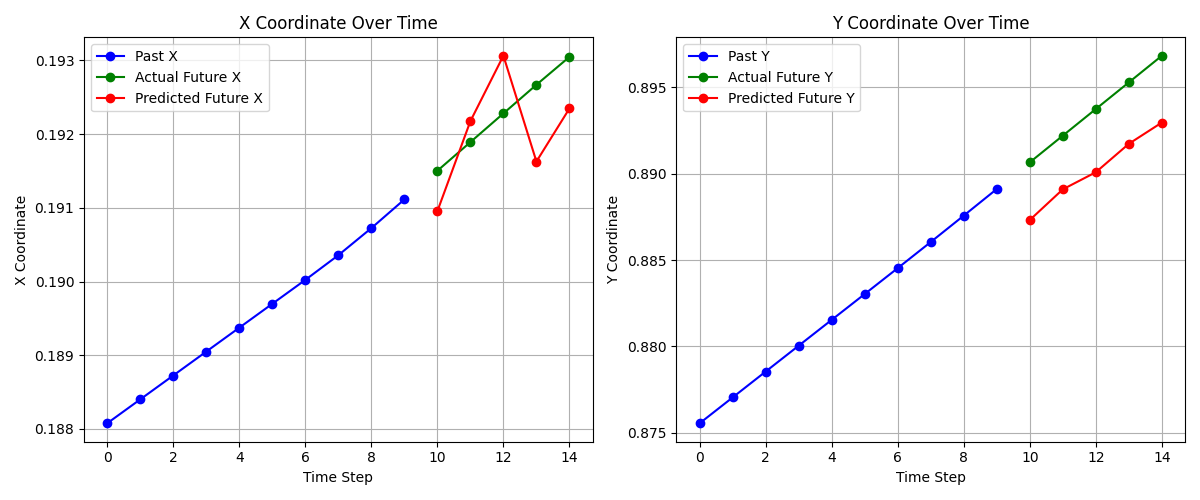 X Coordinate Over Time
Past X
Actual Future X
Predicted Future X
0.193
0.192
0.191
0.190
0.189
0.188
X Coordinate
0 2 4 6 8 10 12 14
Time Step
Y Coordinate Over Time
Past Y
Actual Future Y
Predicted Future Y
0.895
0.890
0.885
0.880
0.875
Y Coordinate
0 2 4 6 8 10 12 14
Time Step